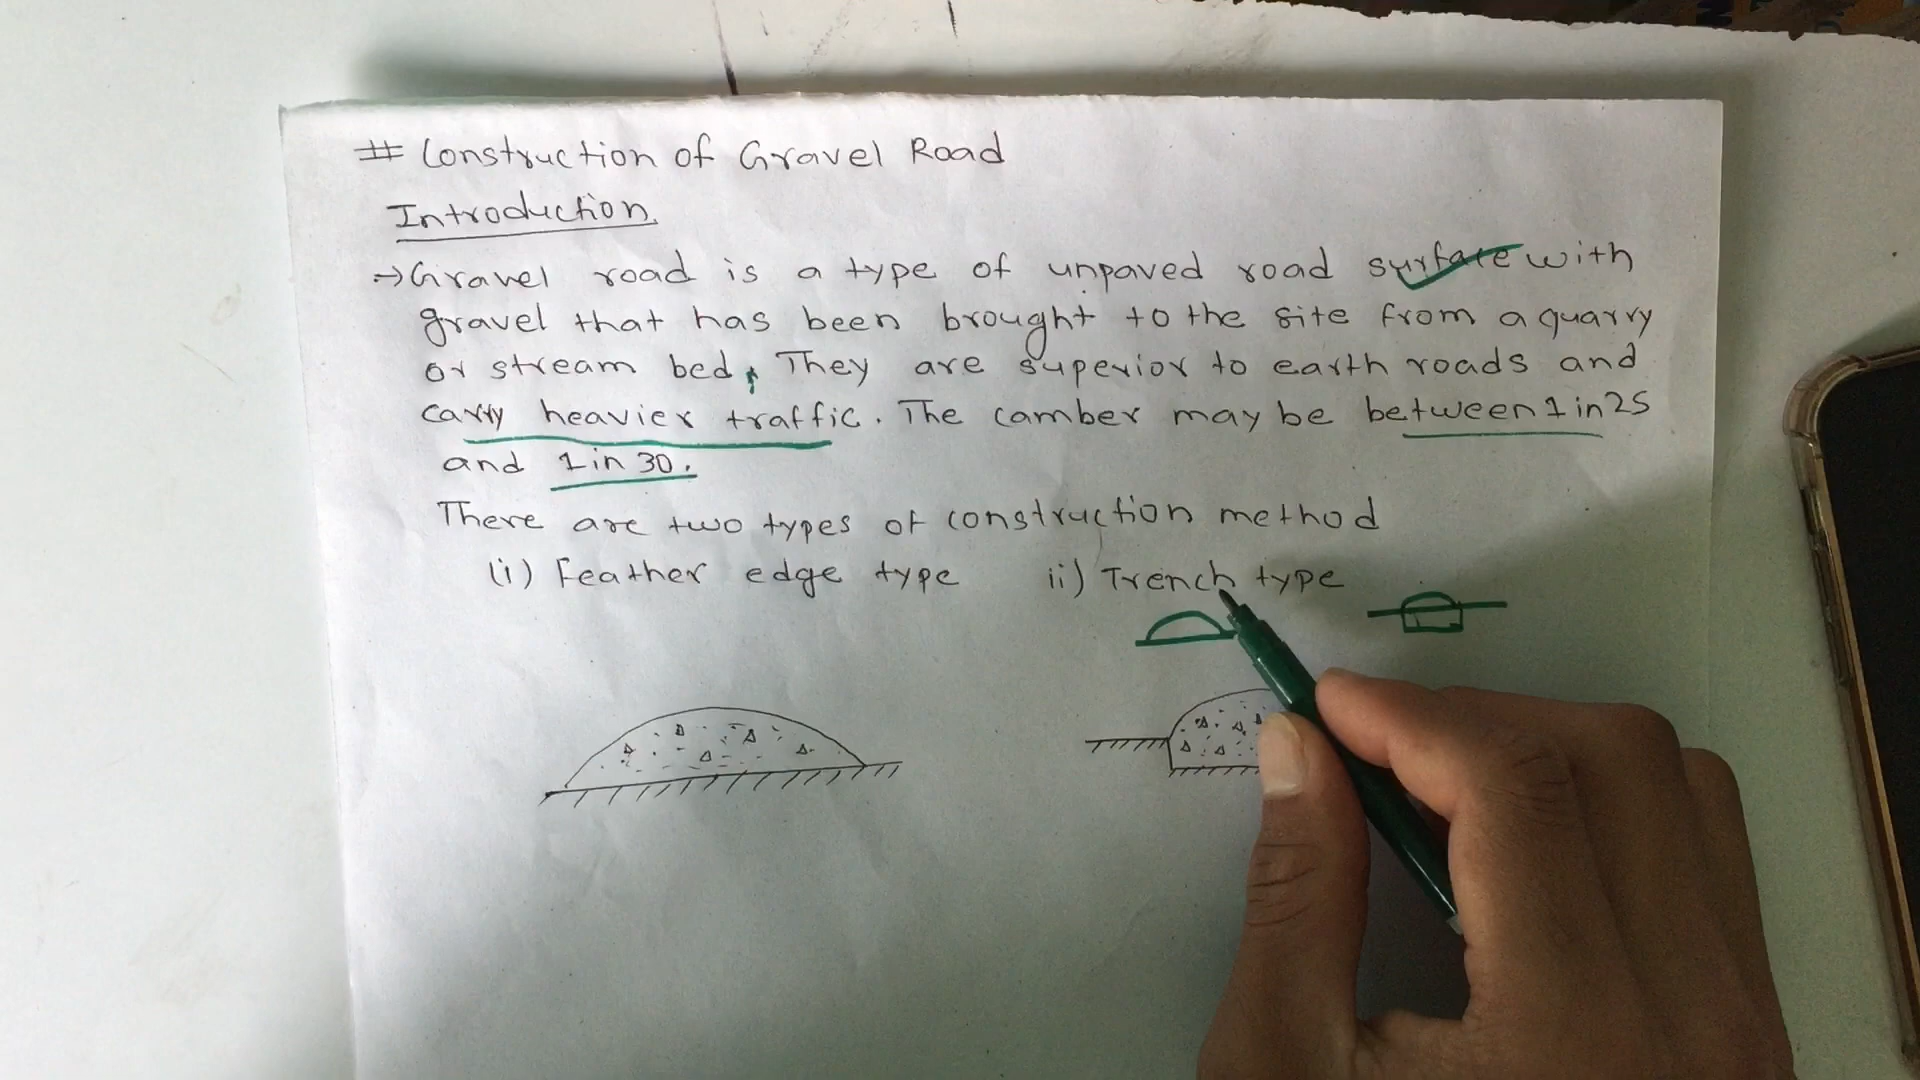 # Construction of Gravel Road
Introduction.
→ Gravel road is a type of unpaved road surface with
gravel that has been brought to the site from a quarry
or stream bed, They are superior to earth roads and
carry heavier traffic. The camber may be between 1 in 25
and 1 in 30.
There are two types of construction method
(i) Feather edge type ii) Trench type